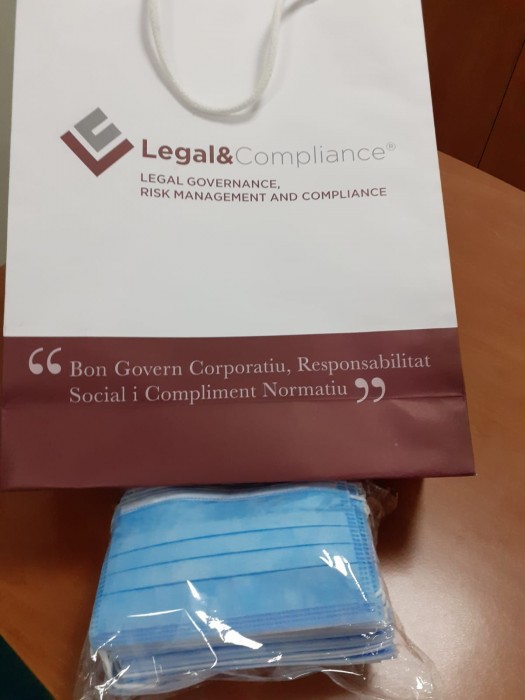 Legal&Compliance®
LEGAL GOVERNANCE,
RISK MANAGEMENT AND COMPLIANCE
“ Bon Govern Corporatiu, Responsabilitat
Social i Compliment Normatiu ”